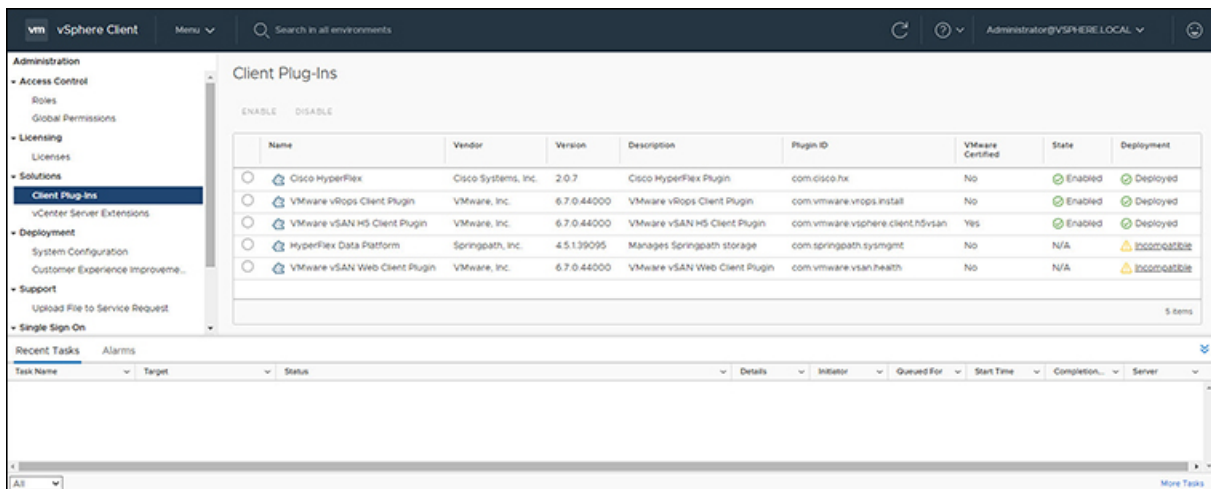 vm vSphere Client Menu Search in all environments Administrator@VSPHERE.LOCAL
Administration
Access Control
Roles
Global Permissions
Licensing
Licenses
Solutions
Client Plug-Ins
vCenter Server Extensions
Deployment
System Configuration
Customer Experience Improveme...
Support
Upload File to Service Request
Single Sign On
Client Plug-Ins
ENABLE DISABLE
Name Vendor Version Description Plugin ID VMware Certified State Deployment
Cisco HyperFlex Cisco Systems, Inc. 2.0.7 Cisco HyperFlex Plugin com.cisco.hx No Enabled Deployed
VMware vRops Client Plugin VMware, Inc. 6.7.0.44000 VMware vRops Client Plugin com.vmware.vrops.install No Enabled Deployed
VMware vSAN H5 Client Plugin VMware, Inc. 6.7.0.44000 VMware vSAN H5 Client Plugin com.vmware.vsphere.client.h5vsan Yes Enabled Deployed
HyperFlex Data Platform Springpath, Inc. 4.5.1.39095 Manages Springpath storage com.springpath.sysmgmt No N/A Incompatible
VMware vSAN Web Client Plugin VMware, Inc. 6.7.0.44000 VMware vSAN Web Client Plugin com.vmware.vsan.health No N/A Incompatible
5 items
Recent Tasks Alarms
Task Name Target Status Details Initiator Queued For Start Time Completion... Server
All More Tasks